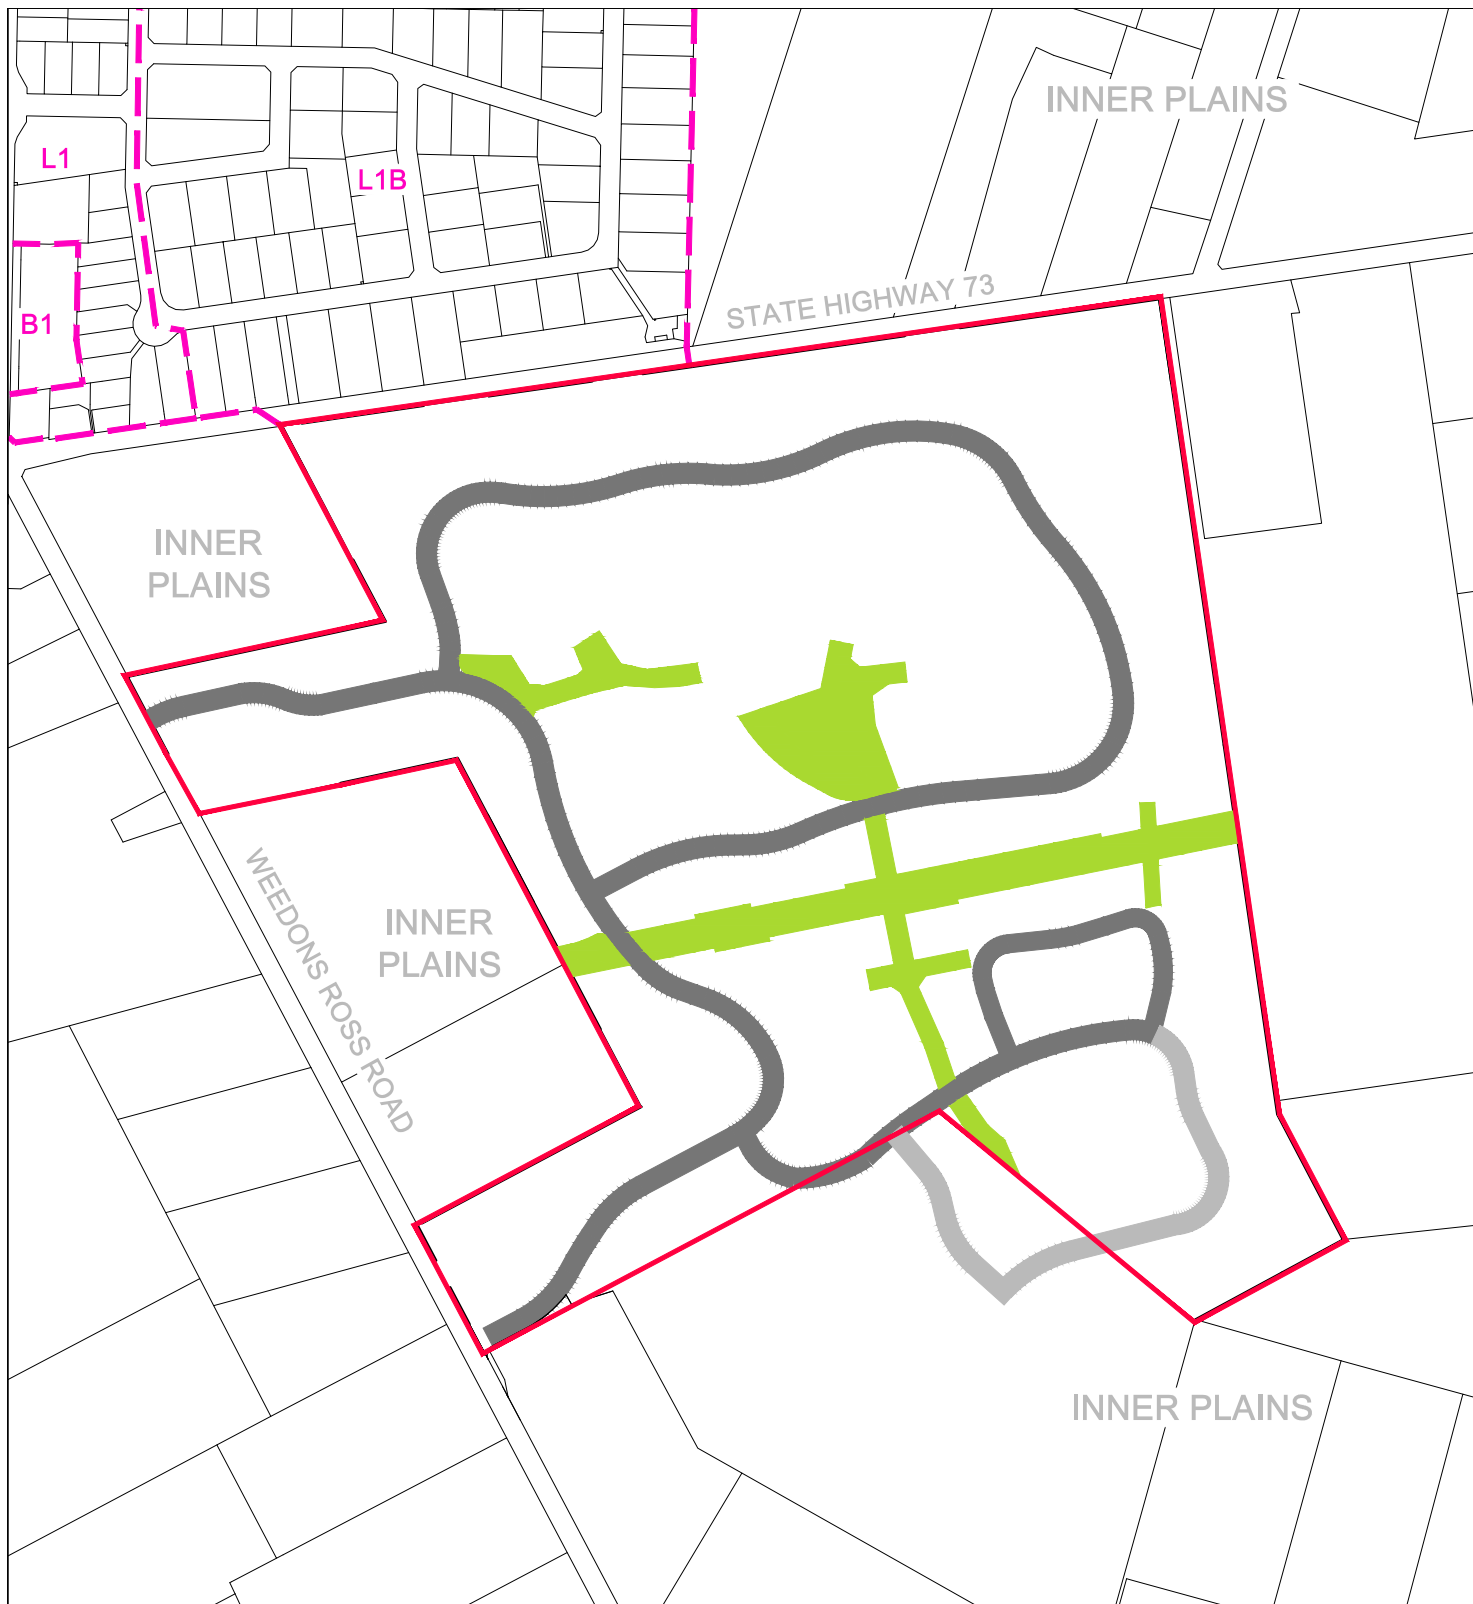 INNER PLAINS
L1
L1B
STATE HIGHWAY 73
B1
INNER
PLAINS
WEEDONS ROSS ROAD
INNER
PLAINS
INNER PLAINS